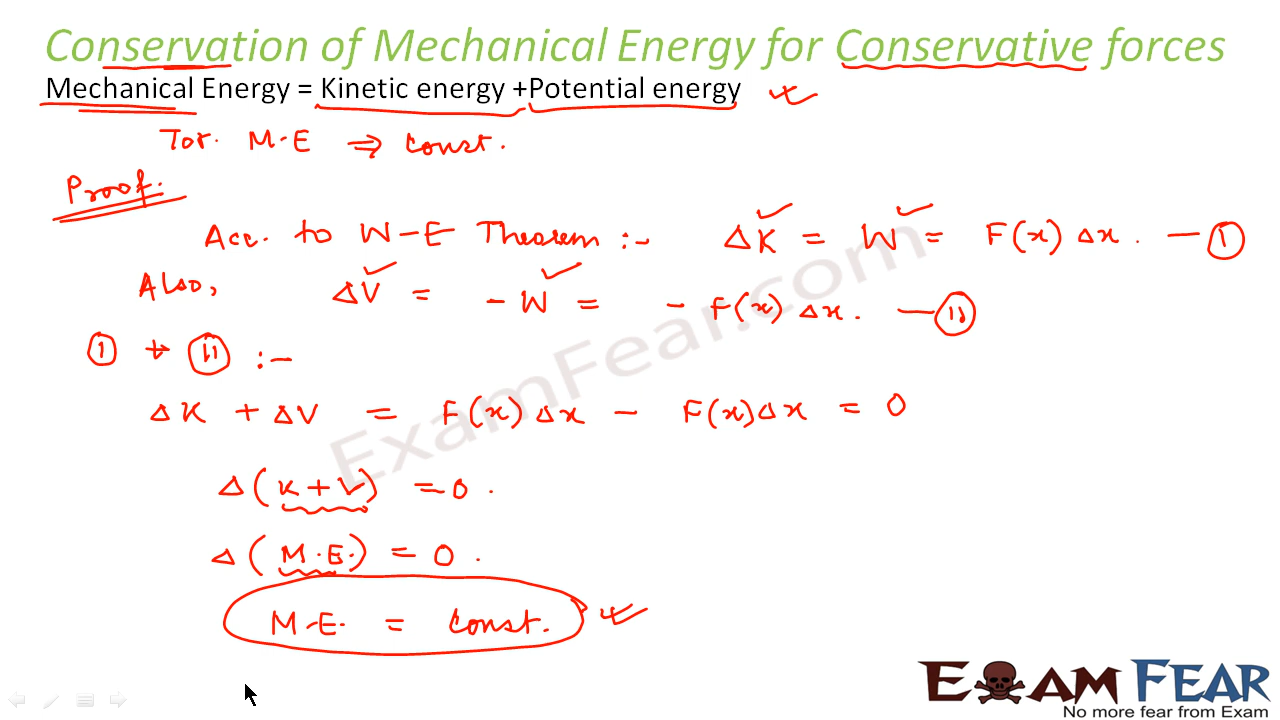 Conservation of Mechanical Energy for Conservative forces
Mechanical Energy = Kinetic energy +Potential energy
Tot. M.E ⇒ Const.
Proof.
Acc. to W-E Theorem :- ΔK = W = F(x) Δx. — (I)
Also, ΔV = - W = - F(x) Δx. — (II)
(I) + (II) :-
ΔK + ΔV = F(x) Δx - F(x) Δx = 0
Δ(K+V) = 0.
Δ(M.E.) = 0.
M.E. = Const.
ExamFear.com
EXAM FEAR
No more fear from Exam